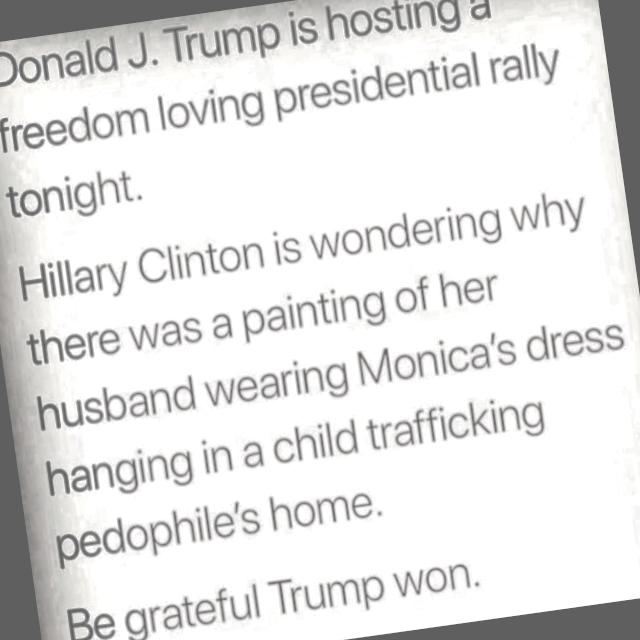 Donald J. Trump is hosting a
freedom loving presidential rally
tonight.
Hillary Clinton is wondering why
there was a painting of her
husband wearing Monica's dress
hanging in a child trafficking
pedophile's home.
Be grateful Trump won.